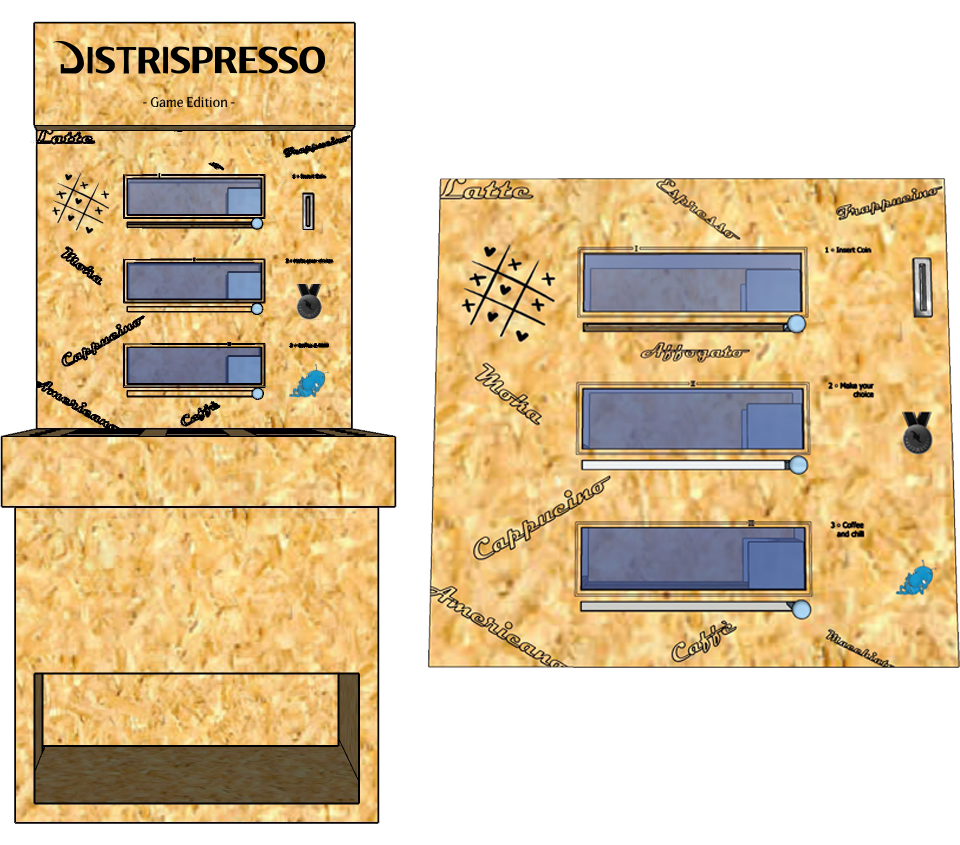 DISTRISPRESSO
- Game Edition -
Latte
Frappucino
1 • Insert Coin
I
Moka
2 • Make your choice
I
Cappucino
3 • Coffee & chill
Americano
Caffè
Latte
Espresso
Frappucino
I
1 • Insert Coin
Affogato
Moka
II
2 • Make your
choice
Cappucino
III
3 • Coffee
and chill
Americano
Caffè